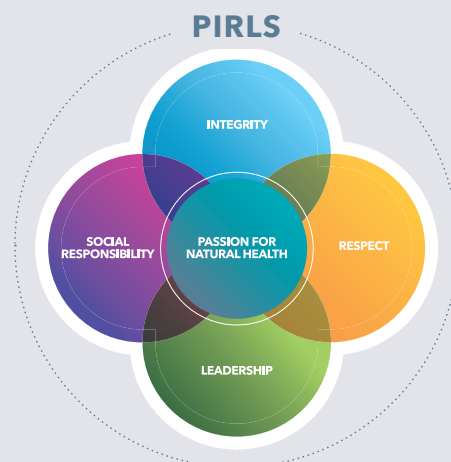 PIRLS
INTEGRITY
SOCIAL
RESPONSIBILITY
PASSION FOR
NATURAL HEALTH
RESPECT
LEADERSHIP